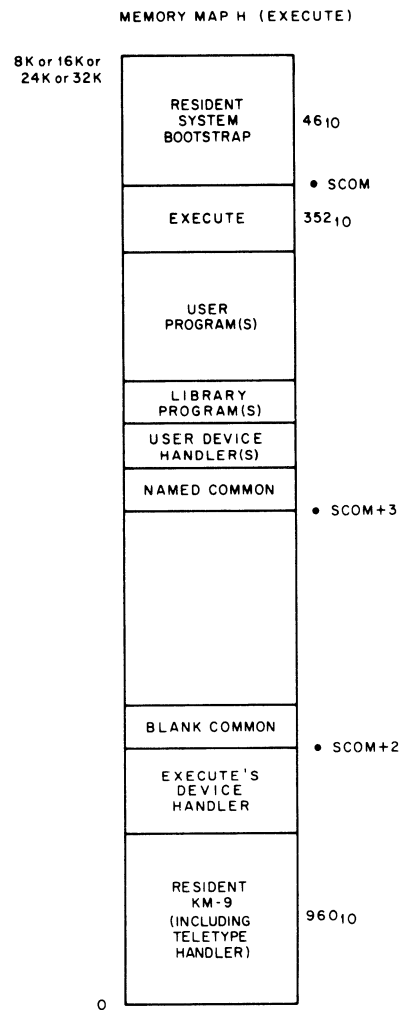 MEMORY MAP H (EXECUTE)
8K or 16K or
24K or 32K
RESIDENT
SYSTEM
BOOTSTRAP
46₁₀
• SCOM
EXECUTE
352₁₀
USER
PROGRAM(S)
LIBRARY
PROGRAM(S)
USER DEVICE
HANDLER(S)
NAMED COMMON
• SCOM+3
BLANK COMMON
• SCOM+2
EXECUTE'S
DEVICE
HANDLER
RESIDENT
KM-9
(INCLUDING
TELETYPE
HANDLER)
960₁₀
0